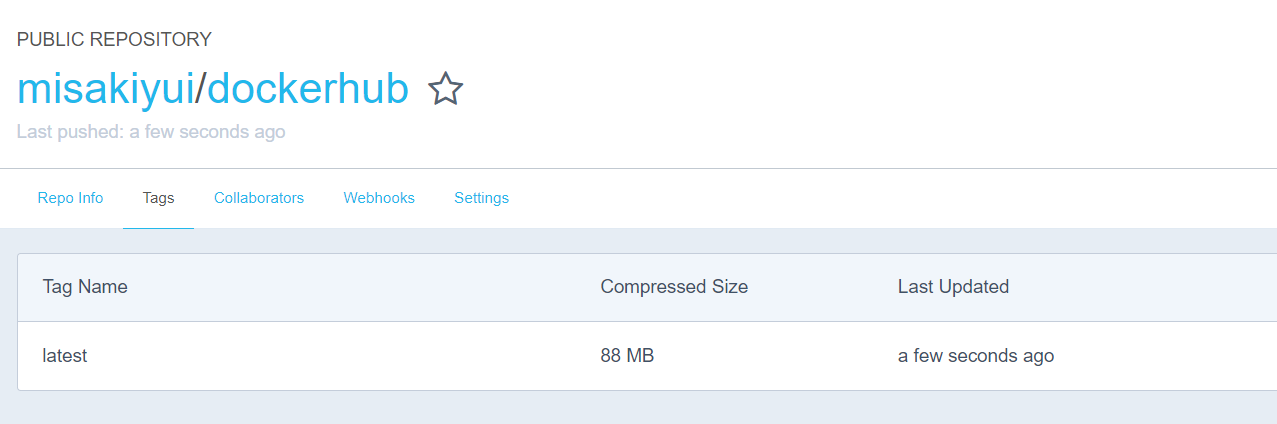 PUBLIC REPOSITORY
misakiyui/dockerhub
Last pushed: a few seconds ago
Repo Info Tags Collaborators Webhooks Settings
Tag Name Compressed Size Last Updated
latest 88 MB a few seconds ago